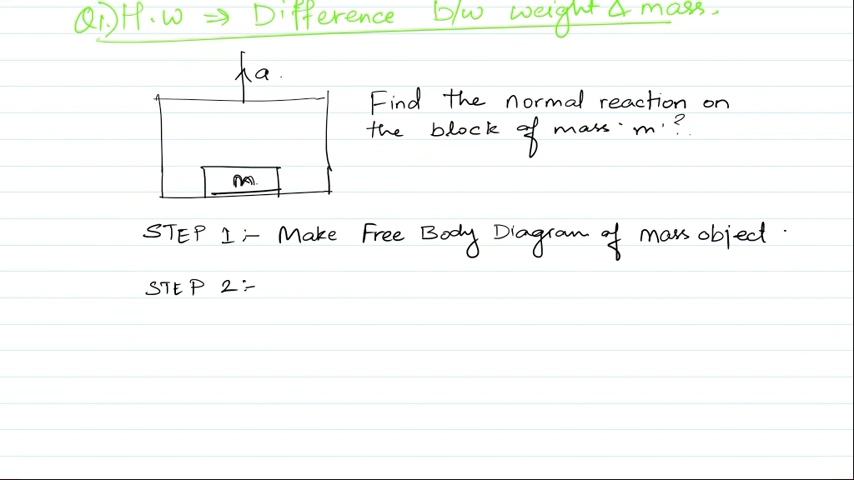 Q1.) H.w ⇒ Difference b/w weight & mass.
a.
Find the normal reaction on
the block of mass 'm'?
m
STEP 1:- Make Free Body Diagram of mass object.
STEP 2:-